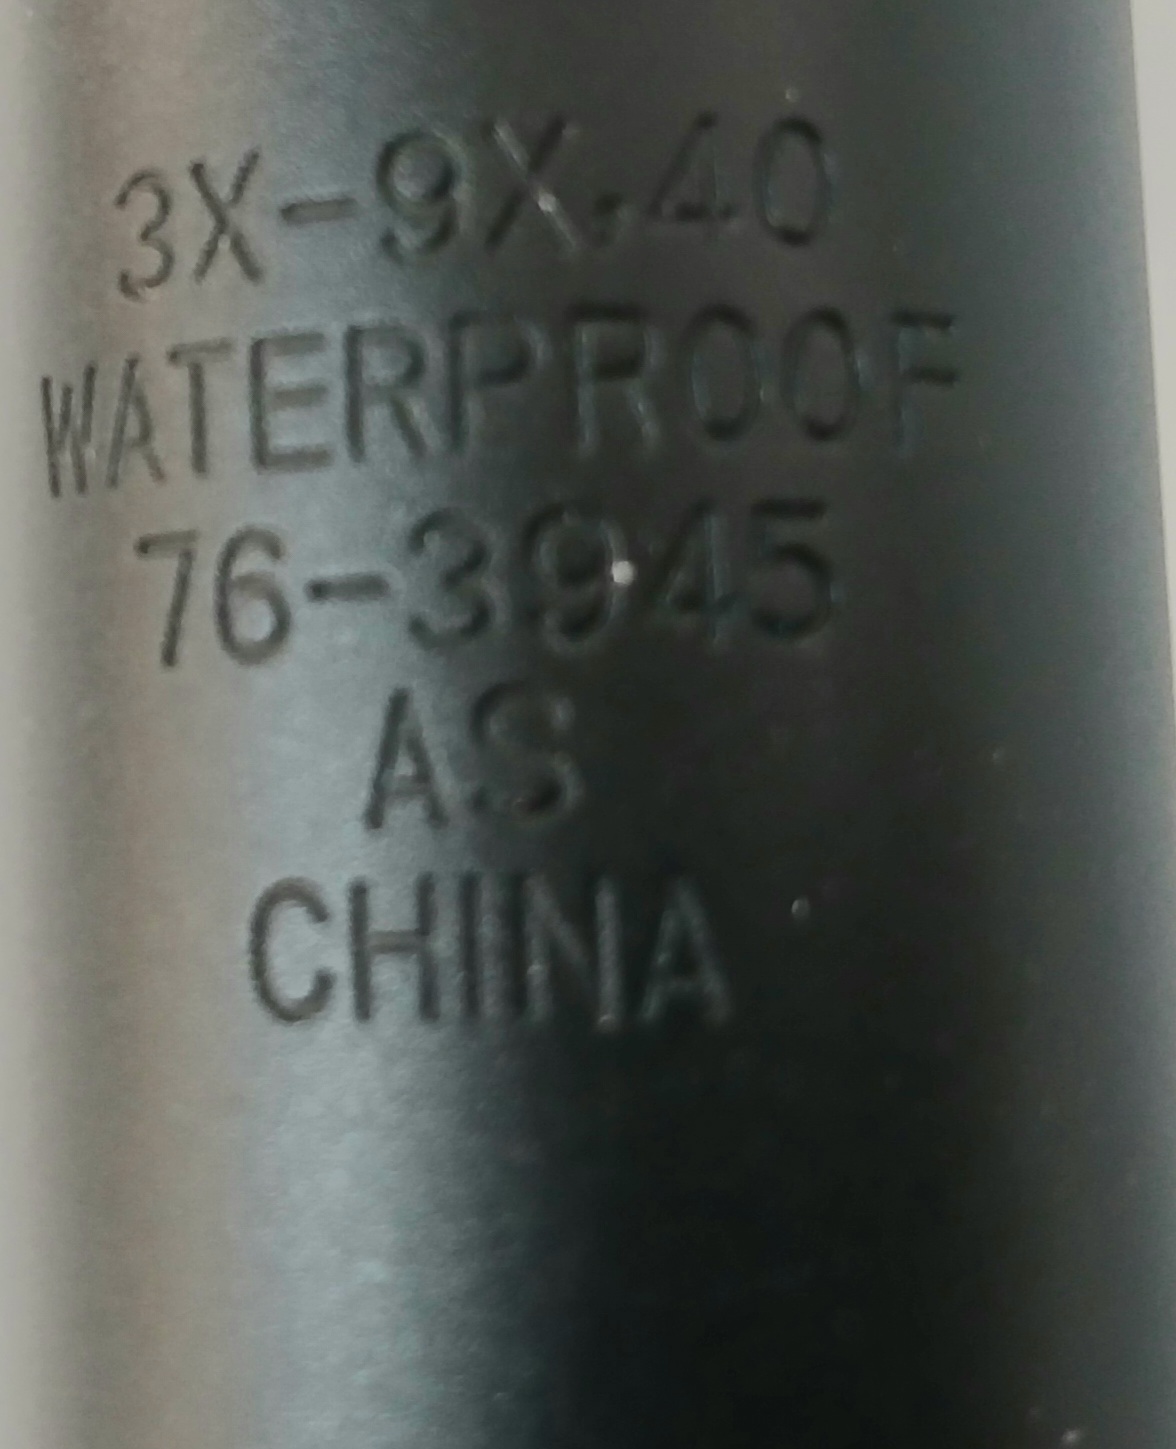 3X-9X.40
WATERPROOF
76-3945
AS
CHINA